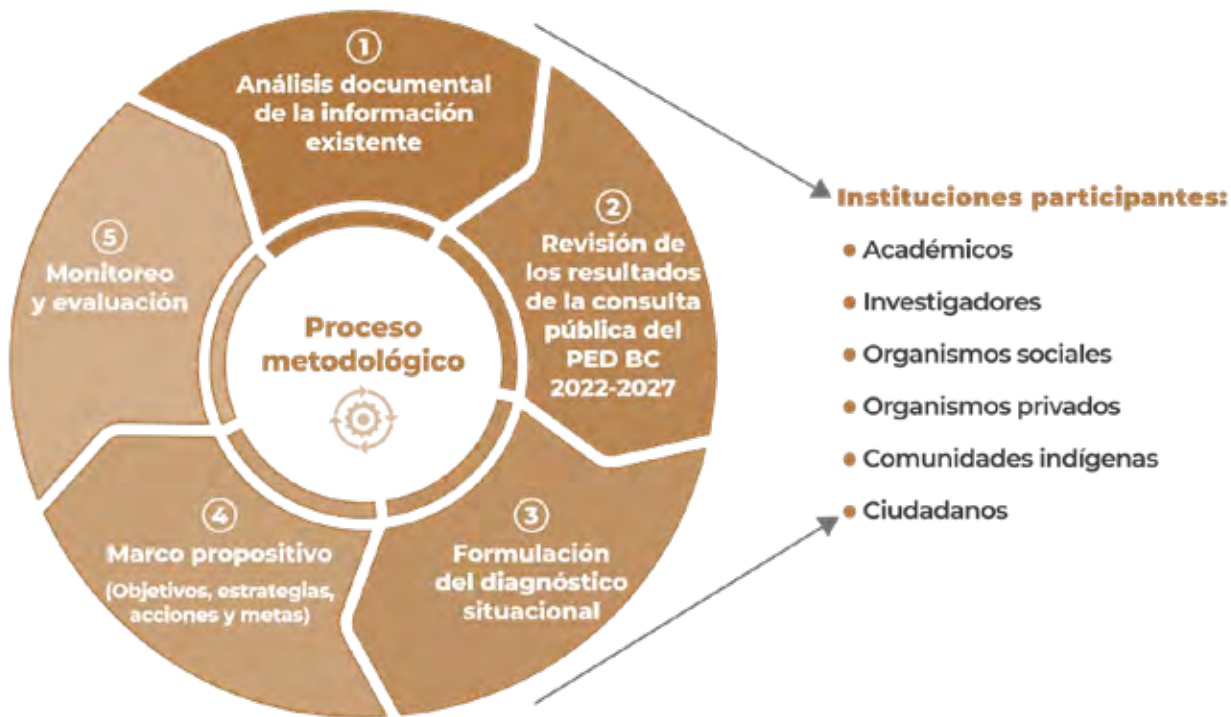 1
Análisis documental
de la información
existente
2
Revisión de
los resultados
de la consulta
pública del
PED BC
2022-2027
3
Formulación
del diagnóstico
situacional
4
Marco propositivo
(Objetivos, estrategias,
acciones y metas)
5
Monitoreo
y evaluación
Proceso
metodológico
Instituciones participantes:
• Académicos
• Investigadores
• Organismos sociales
• Organismos privados
• Comunidades indígenas
• Ciudadanos